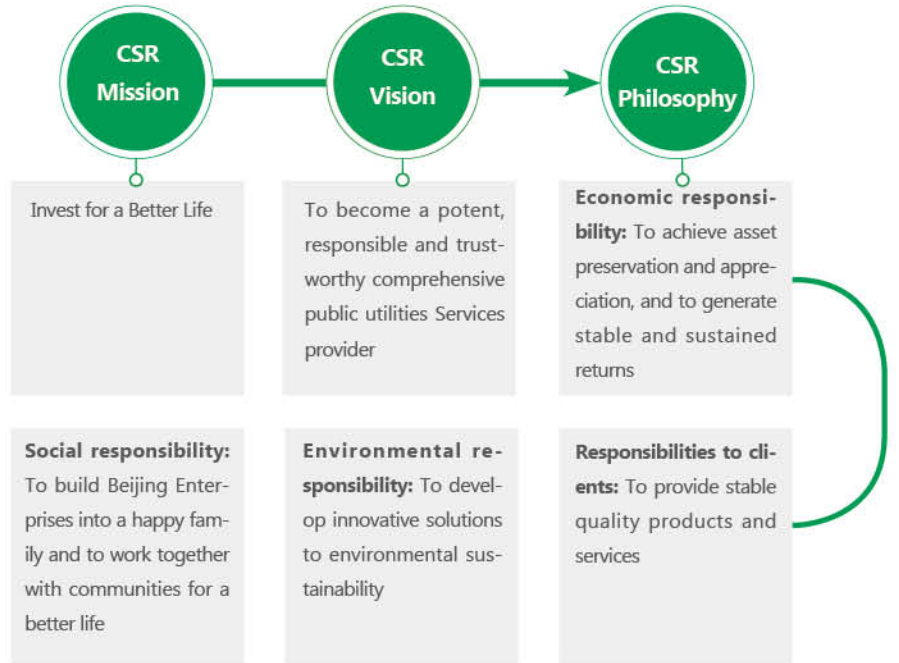 CSR
Mission
CSR
Vision
CSR
Philosophy
Invest for a Better Life
To become a potent,
responsible and trust-
worthy comprehensive
public utilities Services
provider
Economic responsi-
bility: To achieve asset
preservation and appre-
ciation, and to generate
stable and sustained
returns
Responsibilities to cli-
ents: To provide stable
quality products and
services
Environmental re-
sponsibility: To devel-
op innovative solutions
to environmental sus-
tainability
Social responsibility:
To build Beijing Enter-
prises into a happy fam-
ily and to work together
with communities for a
better life